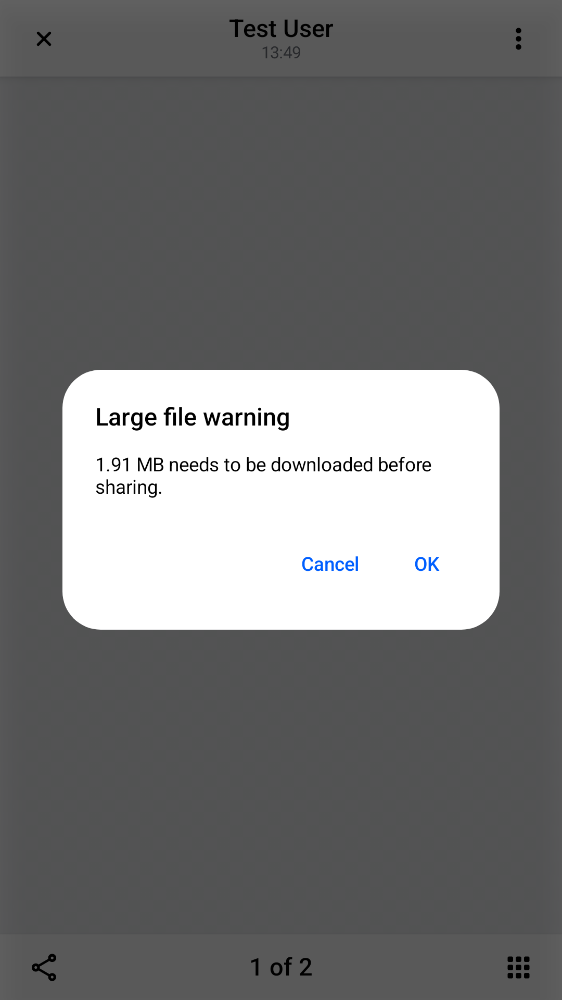 Test User
13:49
Large file warning
1.91 MB needs to be downloaded before
sharing.
Cancel
OK
1 of 2